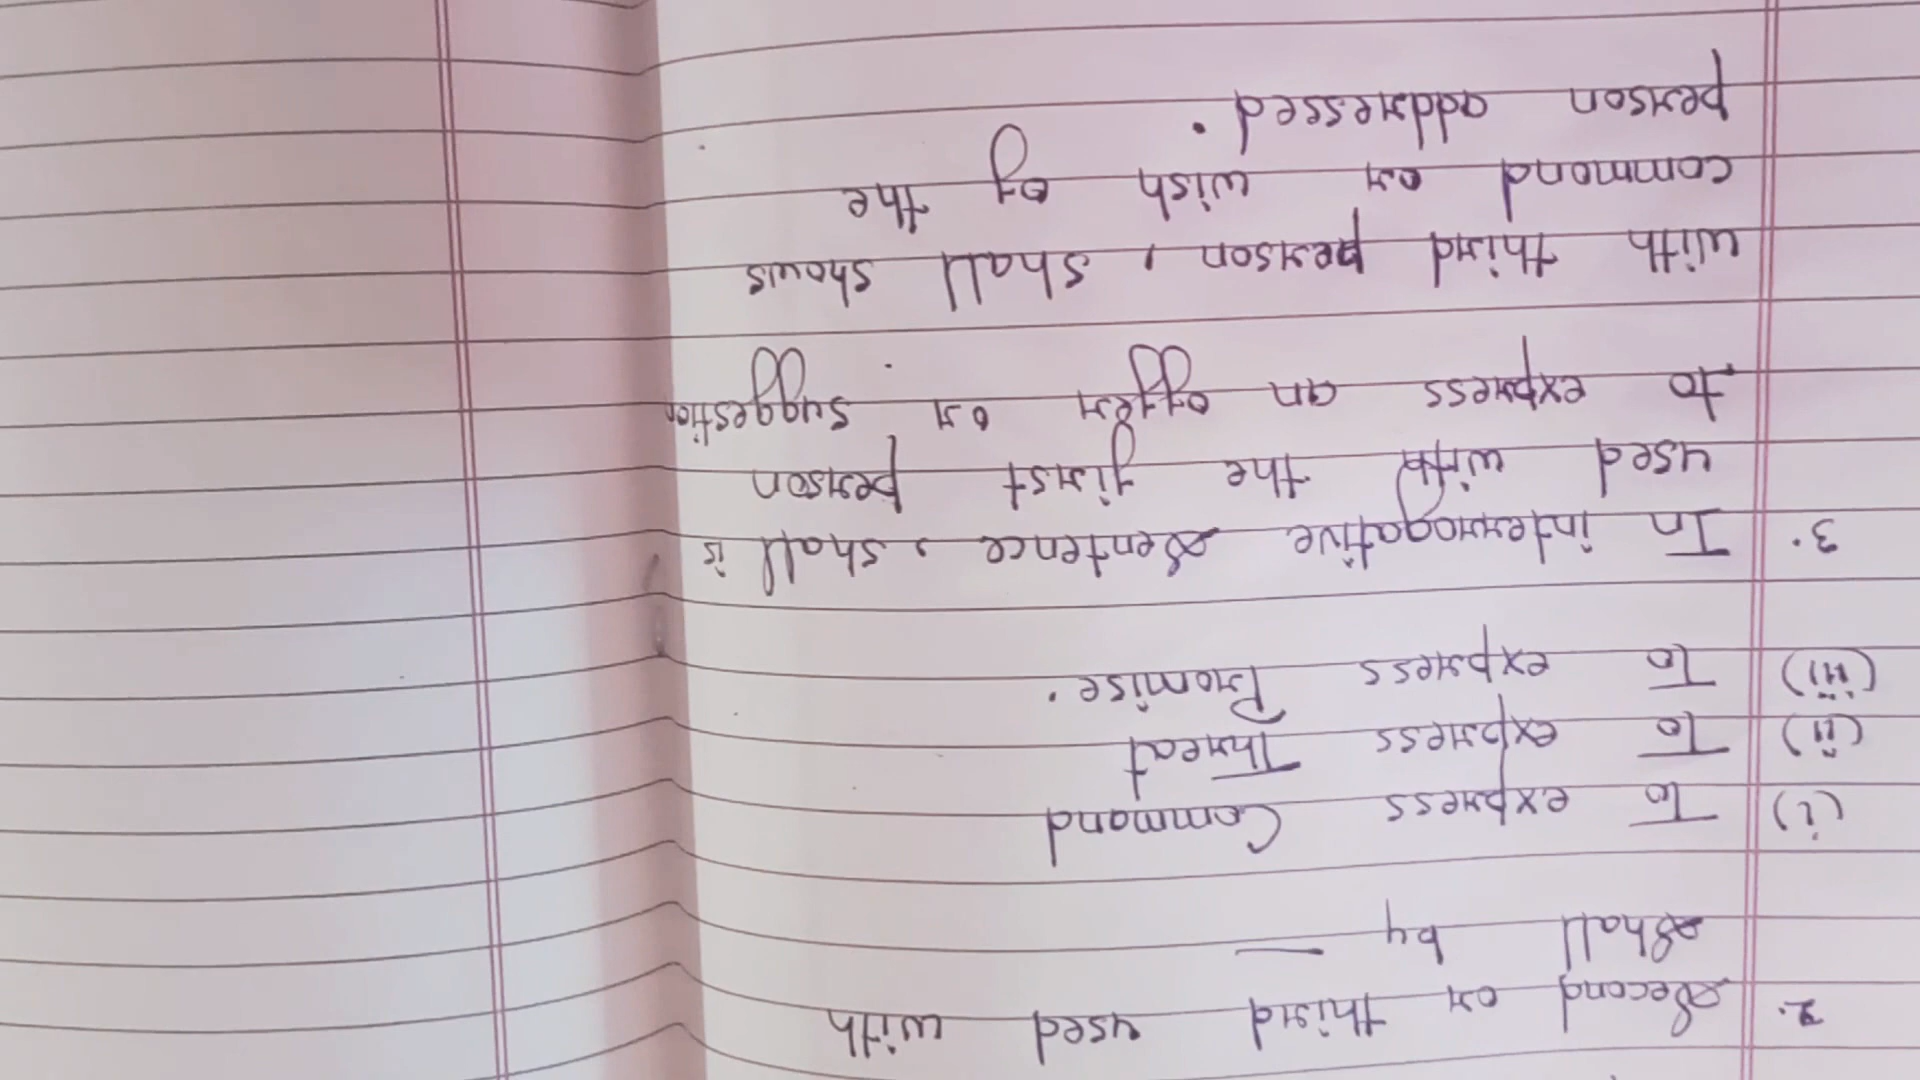 2. Second or third used with
shall by —
(i) To express Command
(ii) To express Threat
(iii) To express Promise.
3. In interrogative sentence, shall is
used with the first person
to express an offer or suggestion.
with third person, shall shows
commond or wish of the
person addressed.